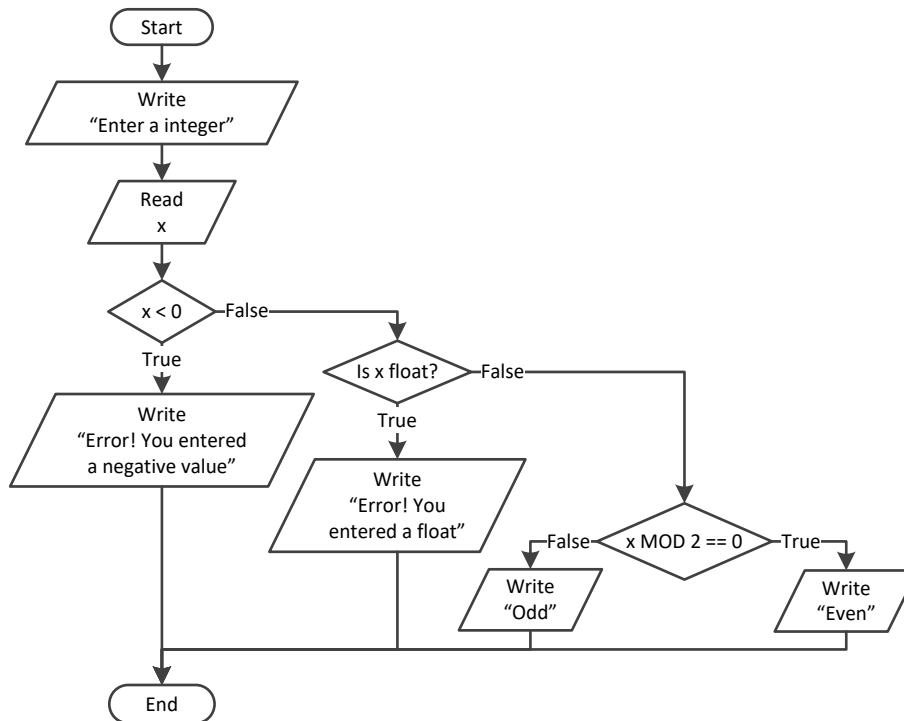 Start
Write
“Enter a integer”
Read
x
x < 0
False
True
Is x float?
False
True
Write
“Error! You entered
a negative value”
Write
“Error! You
entered a float”
x MOD 2 == 0
False
True
Write
“Odd”
Write
“Even”
End